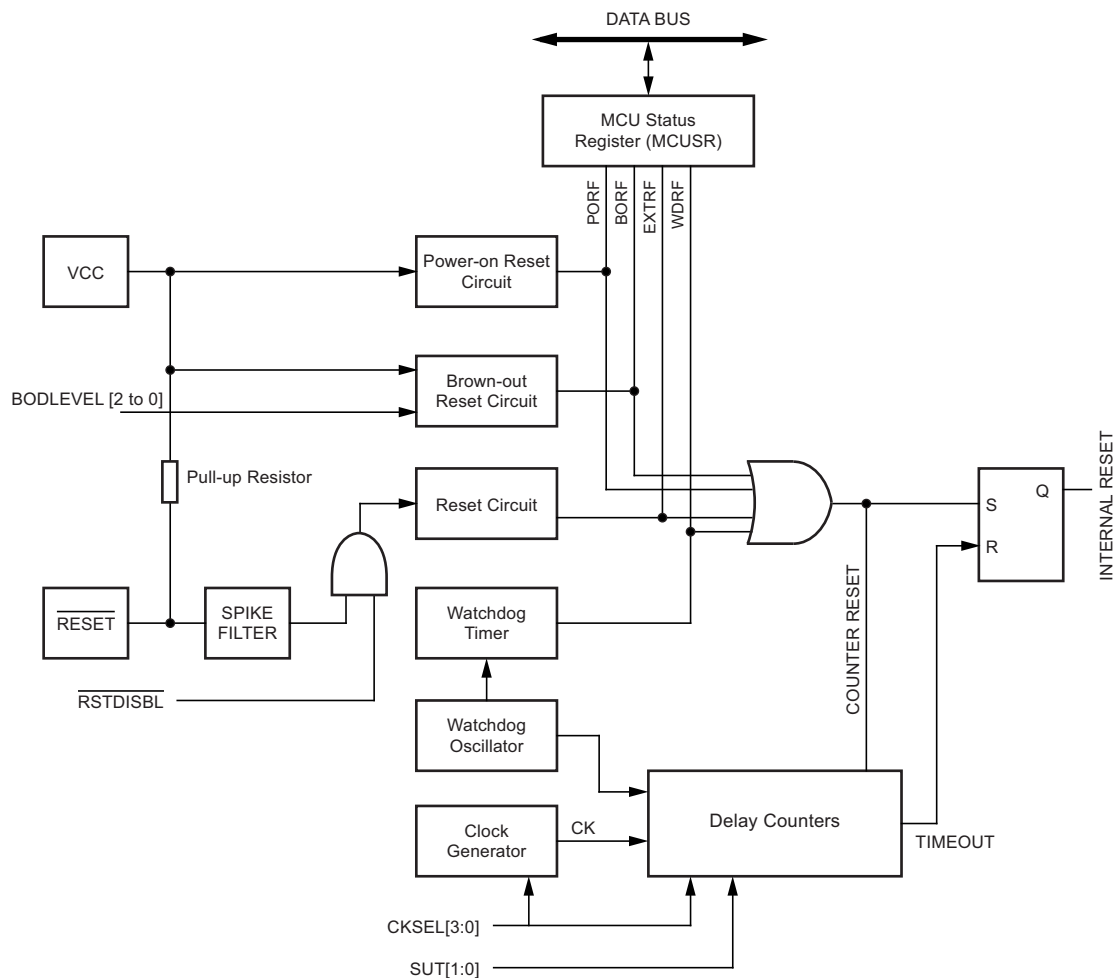 DATA BUS
MCU Status
Register (MCUSR)
PORF
BORF
EXTRF
WDRF
VCC
Power-on Reset
Circuit
Brown-out
Reset Circuit
BODLEVEL [2 to 0]
Pull-up Resistor
Reset Circuit
S
Q
R
INTERNAL RESET
RESET
SPIKE
FILTER
Watchdog
Timer
COUNTER RESET
RSTDISBL
Watchdog
Oscillator
Clock
Generator
CK
Delay Counters
TIMEOUT
CKSEL[3:0]
SUT[1:0]